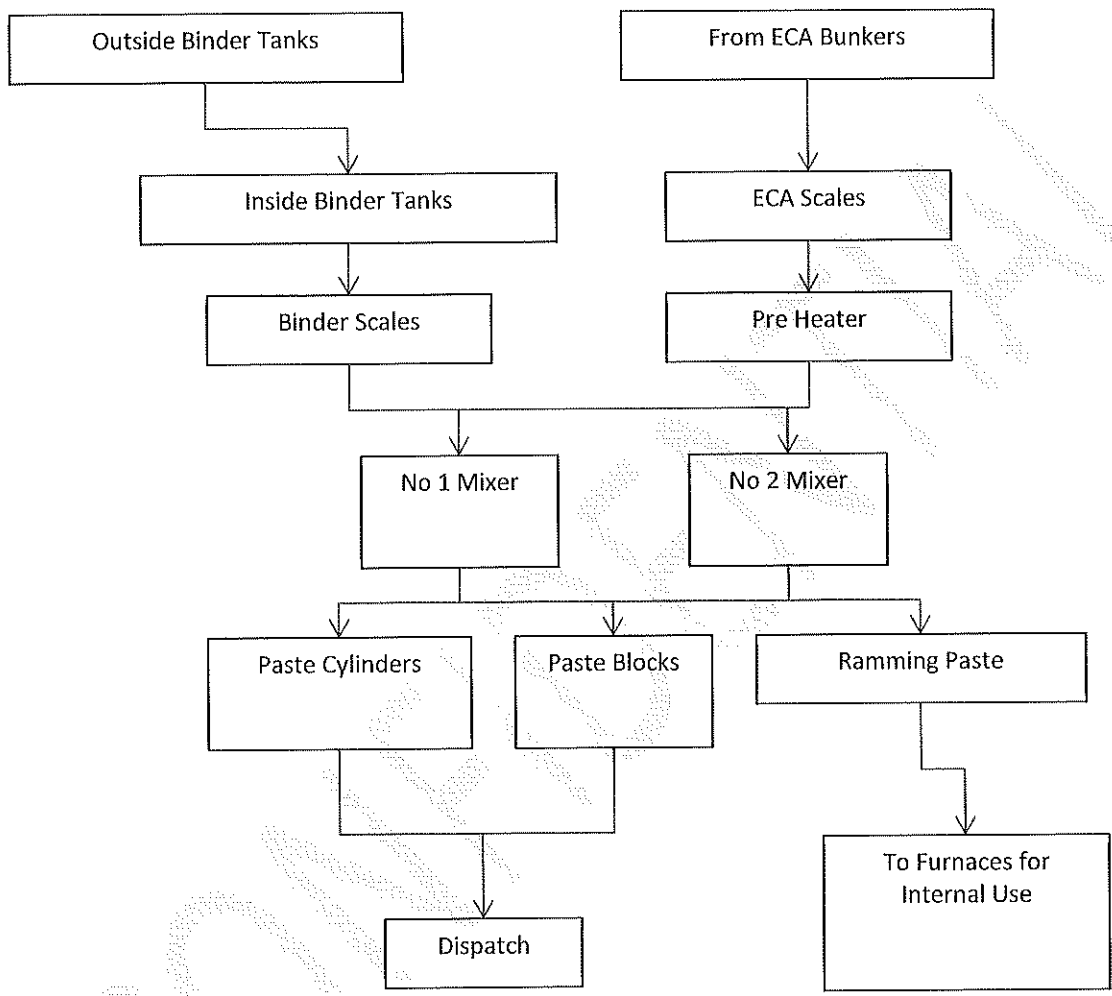 Outside Binder Tanks
From ECA Bunkers
Inside Binder Tanks
ECA Scales
Binder Scales
Pre Heater
No 1 Mixer
No 2 Mixer
Paste Cylinders
Paste Blocks
Ramming Paste
To Furnaces for
Internal Use
Dispatch